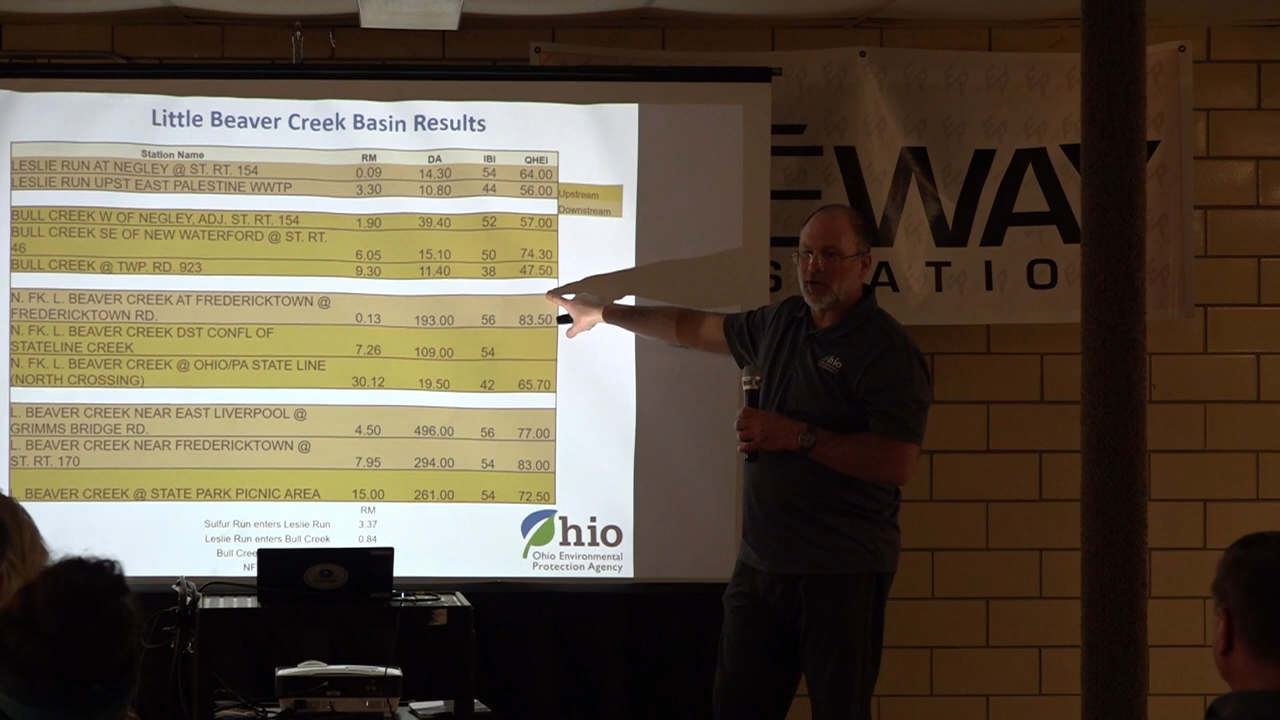 Little Beaver Creek Basin Results
Station Name RM DA IBI QHEI
LESLIE RUN AT NEGLEY @ ST. RT. 154 0.09 14.30 54 64.00
LESLIE RUN UPST EAST PALESTINE WWTP 3.30 10.80 44 56.00
Upstream
Downstream
BULL CREEK W OF NEGLEY, ADJ. ST. RT. 154 1.90 39.40 52 57.00
BULL CREEK SE OF NEW WATERFORD @ ST. RT.
46 6.05 15.10 50 74.30
BULL CREEK @ TWP. RD. 923 9.30 11.40 38 47.50
N. FK. L. BEAVER CREEK AT FREDERICKTOWN @
FREDERICKTOWN RD. 0.13 193.00 56 83.50
N. FK. L. BEAVER CREEK DST CONFL OF
STATELINE CREEK 7.26 109.00 54
N. FK. L. BEAVER CREEK @ OHIO/PA STATE LINE
(NORTH CROSSING) 30.12 19.50 42 65.70
L. BEAVER CREEK NEAR EAST LIVERPOOL @
GRIMMS BRIDGE RD. 4.50 496.00 56 77.00
L. BEAVER CREEK NEAR FREDERICKTOWN @
ST. RT. 170 7.95 294.00 54 83.00
L. BEAVER CREEK @ STATE PARK PICNIC AREA 15.00 261.00 54 72.50
RM
Sulfur Run enters Leslie Run 3.37
Leslie Run enters Bull Creek 0.84
Bull Cree
NF
Ohio
Ohio Environmental
Protection Agency
EWAY
S ATIO
Ohio